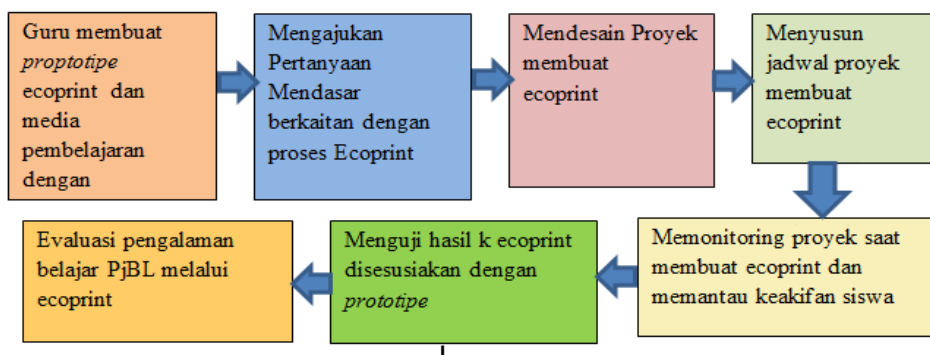 Guru membuat
proptotipe
ecoprint dan
media
pembelajaran
dengan
Mengajukan
Pertanyaan
Mendasar
berkaitan dengan
proses Ecoprint
Mendesain Proyek
membuat
ecoprint
Menyusun
jadwal proyek
membuat
ecoprint
Memonitoring proyek saat
membuat ecoprint dan
memantau keakifan siswa
Menguji hasil k ecoprint
disesusiakan dengan
prototipe
Evaluasi pengalaman
belajar PjBL melalui
ecoprint